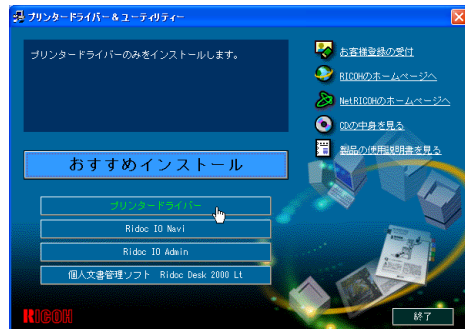 プリンタードライバー & ユーティリティー
プリンタードライバーのみをインストールします。
おすすめインストール
プリンタードライバー
Ridoc IO Navi
Ridoc IO Admin
個人文書管理ソフト Ridoc Desk 2000 Lt
お客様登録の受付
RICOHのホームページへ
NetRICOHのホームページへ
CDの中身を見る
製品の使用説明書を見る
RICOH
終了